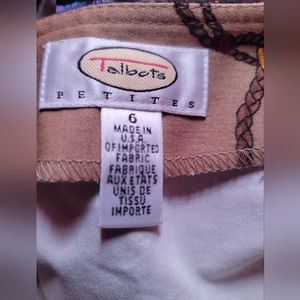 Talbots
PETITES
6
MADE IN
U.S.A.
OF IMPORTED
FABRIC
FABRIQUE
AUX ETATS
UNIS DE
TISSU
IMPORTE